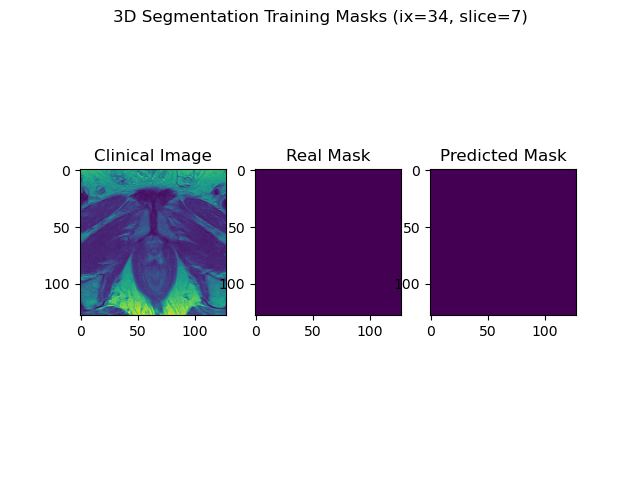 3D Segmentation Training Masks (ix=34, slice=7)
Clinical Image Real Mask Predicted Mask
0 0 0
50 50 50
100 100 100
0 50 100 0 50 100 0 50 100